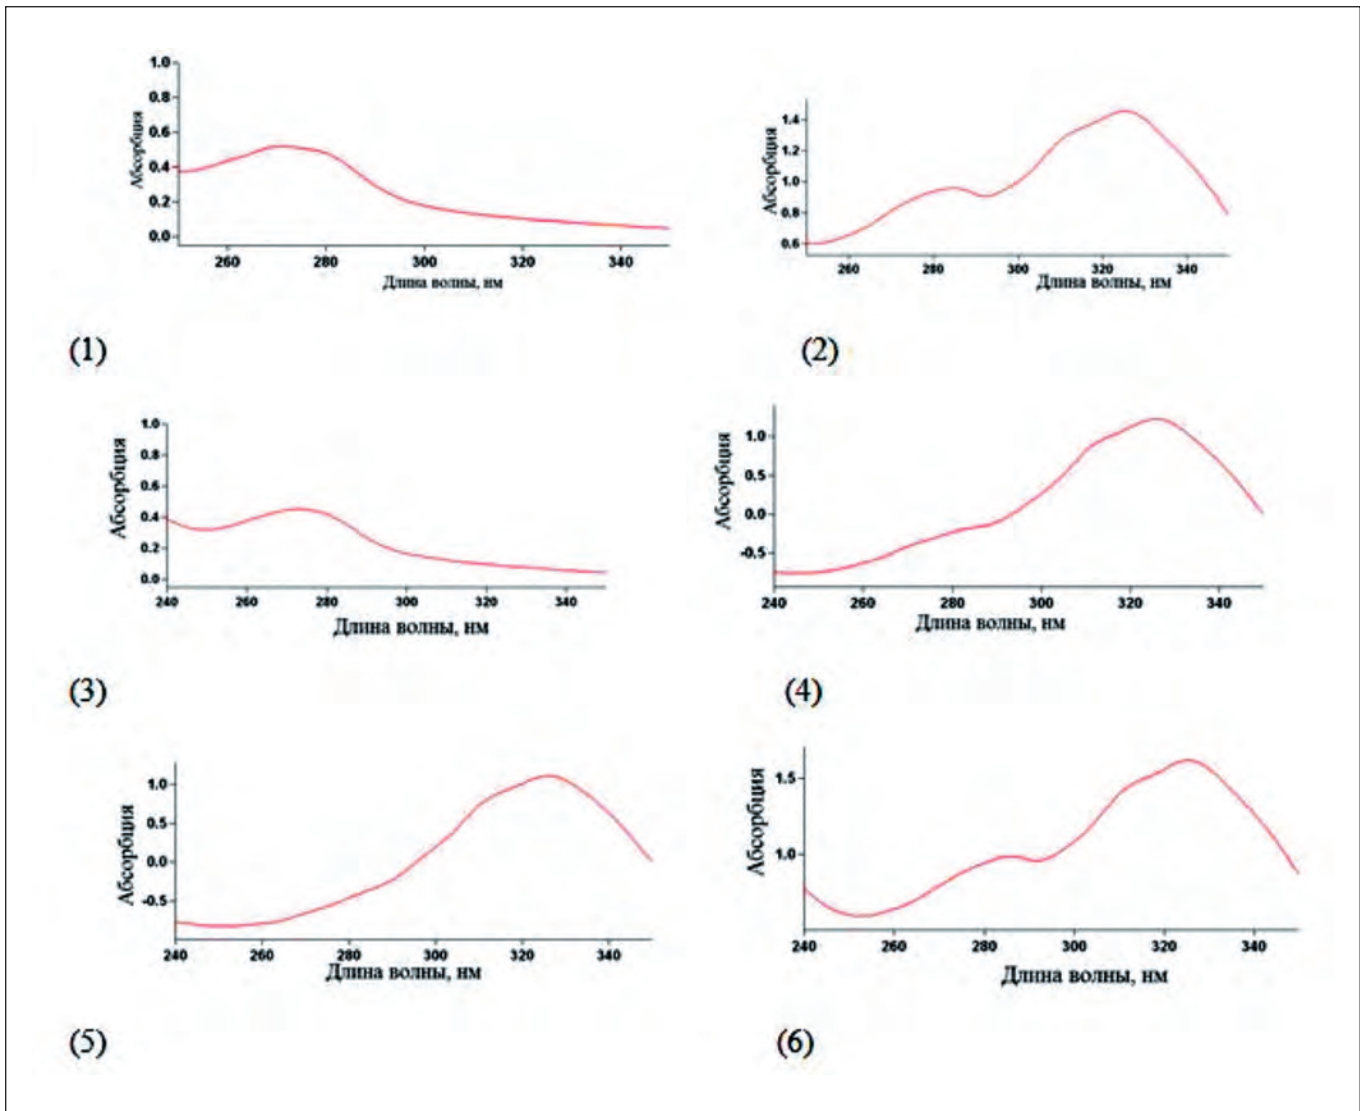 1.0
0.8
0.6
0.4
0.2
0.0
Абсорбция
260 280 300 320 340
Длина волны, нм
(1)
1.4
1.2
1.0
0.8
0.6
Абсорбция
260 280 300 320 340
Длина волны, нм
(2)
1.0
0.8
0.6
0.4
0.2
0.0
Абсорбция
240 260 280 300 320 340
Длина волны, нм
(3)
1.0
0.5
0.0
-0.5
Абсорбция
240 260 280 300 320 340
Длина волны, нм
(4)
1.0
0.5
0.0
-0.5
Абсорбция
240 260 280 300 320 340
Длина волны, нм
(5)
1.5
1.0
Абсорбция
240 260 280 300 320 340
Длина волны, нм
(6)